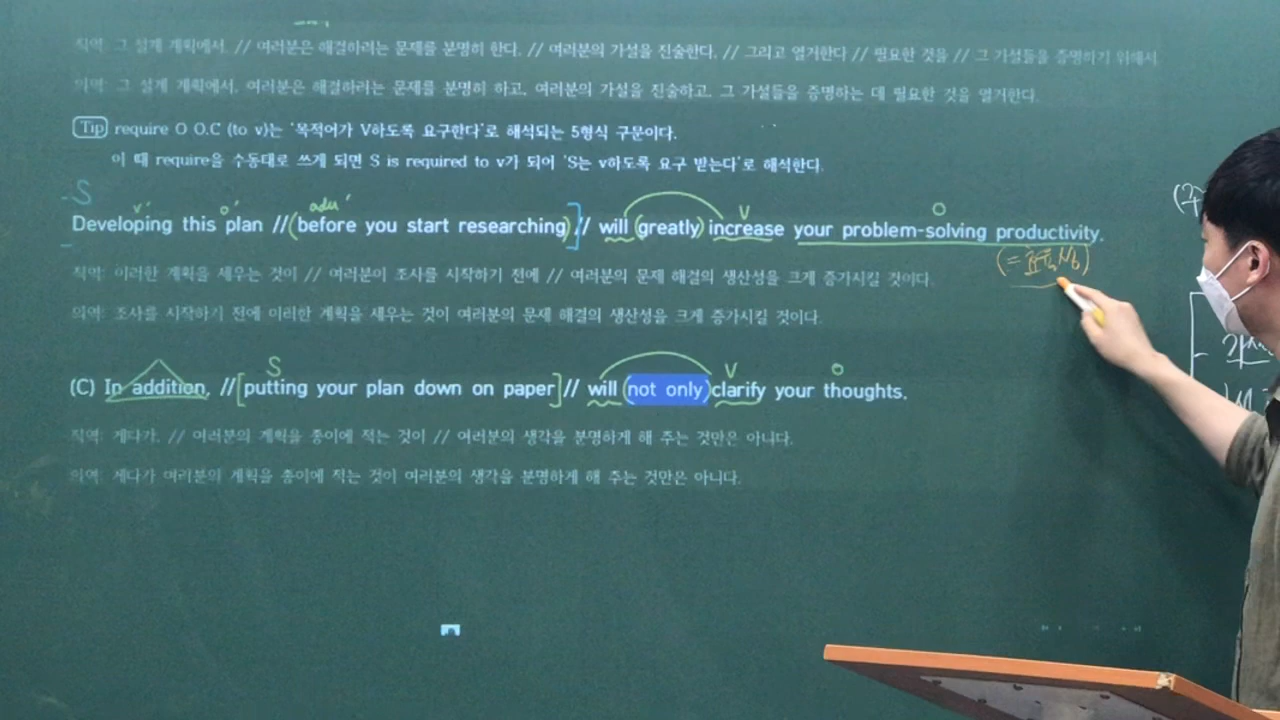 직역: 그 설계 계획에서, // 여러분은 해결하려는 문제를 분명히 한다, // 여러분의 가설을 진술한다, // 그리고 열거한다 // 필요한 것을 // 그 가설들을 증명하기 위해서
의역: 그 설계 계획에서, 여러분은 해결하려는 문제를 분명히 하고, 여러분의 가설을 진술하고, 그 가설들을 증명하는 데 필요한 것을 열거한다.
Tip require O O.C (to v)는 '목적어가 V하도록 요구한다'로 해석되는 5형식 구문이다.
이 때 require을 수동태로 쓰게 되면 S is required to v가 되어 'S는 v하도록 요구 받는다'로 해석한다.
S v' o' adv' V O
Developing this plan //(before you start researching)]// will (greatly) increase your problem-solving productivity.
직역: 이러한 계획을 세우는 것이 // 여러분이 조사를 시작하기 전에 // 여러분의 문제 해결의 생산성을 크게 증가시킬 것이다.
의역: 조사를 시작하기 전에 이러한 계획을 세우는 것이 여러분의 문제 해결의 생산성을 크게 증가시킬 것이다.
S V O
(C) In addition, //[putting your plan down on paper]// will (not only) clarify your thoughts,
직역: 게다가, // 여러분의 계획을 종이에 적는 것이 // 여러분의 생각을 분명하게 해 주는 것만은 아니다.
의역: 게다가 여러분의 계획을 종이에 적는 것이 여러분의 생각을 분명하게 해 주는 것만은 아니다.